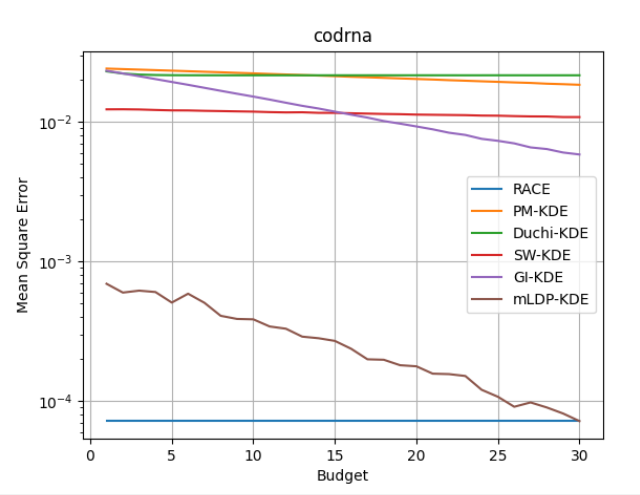 codrna
Mean Square Error
10⁻²
10⁻³
10⁻⁴
RACE
PM-KDE
Duchi-KDE
SW-KDE
GI-KDE
mLDP-KDE
0 5 10 15 20 25 30
Budget